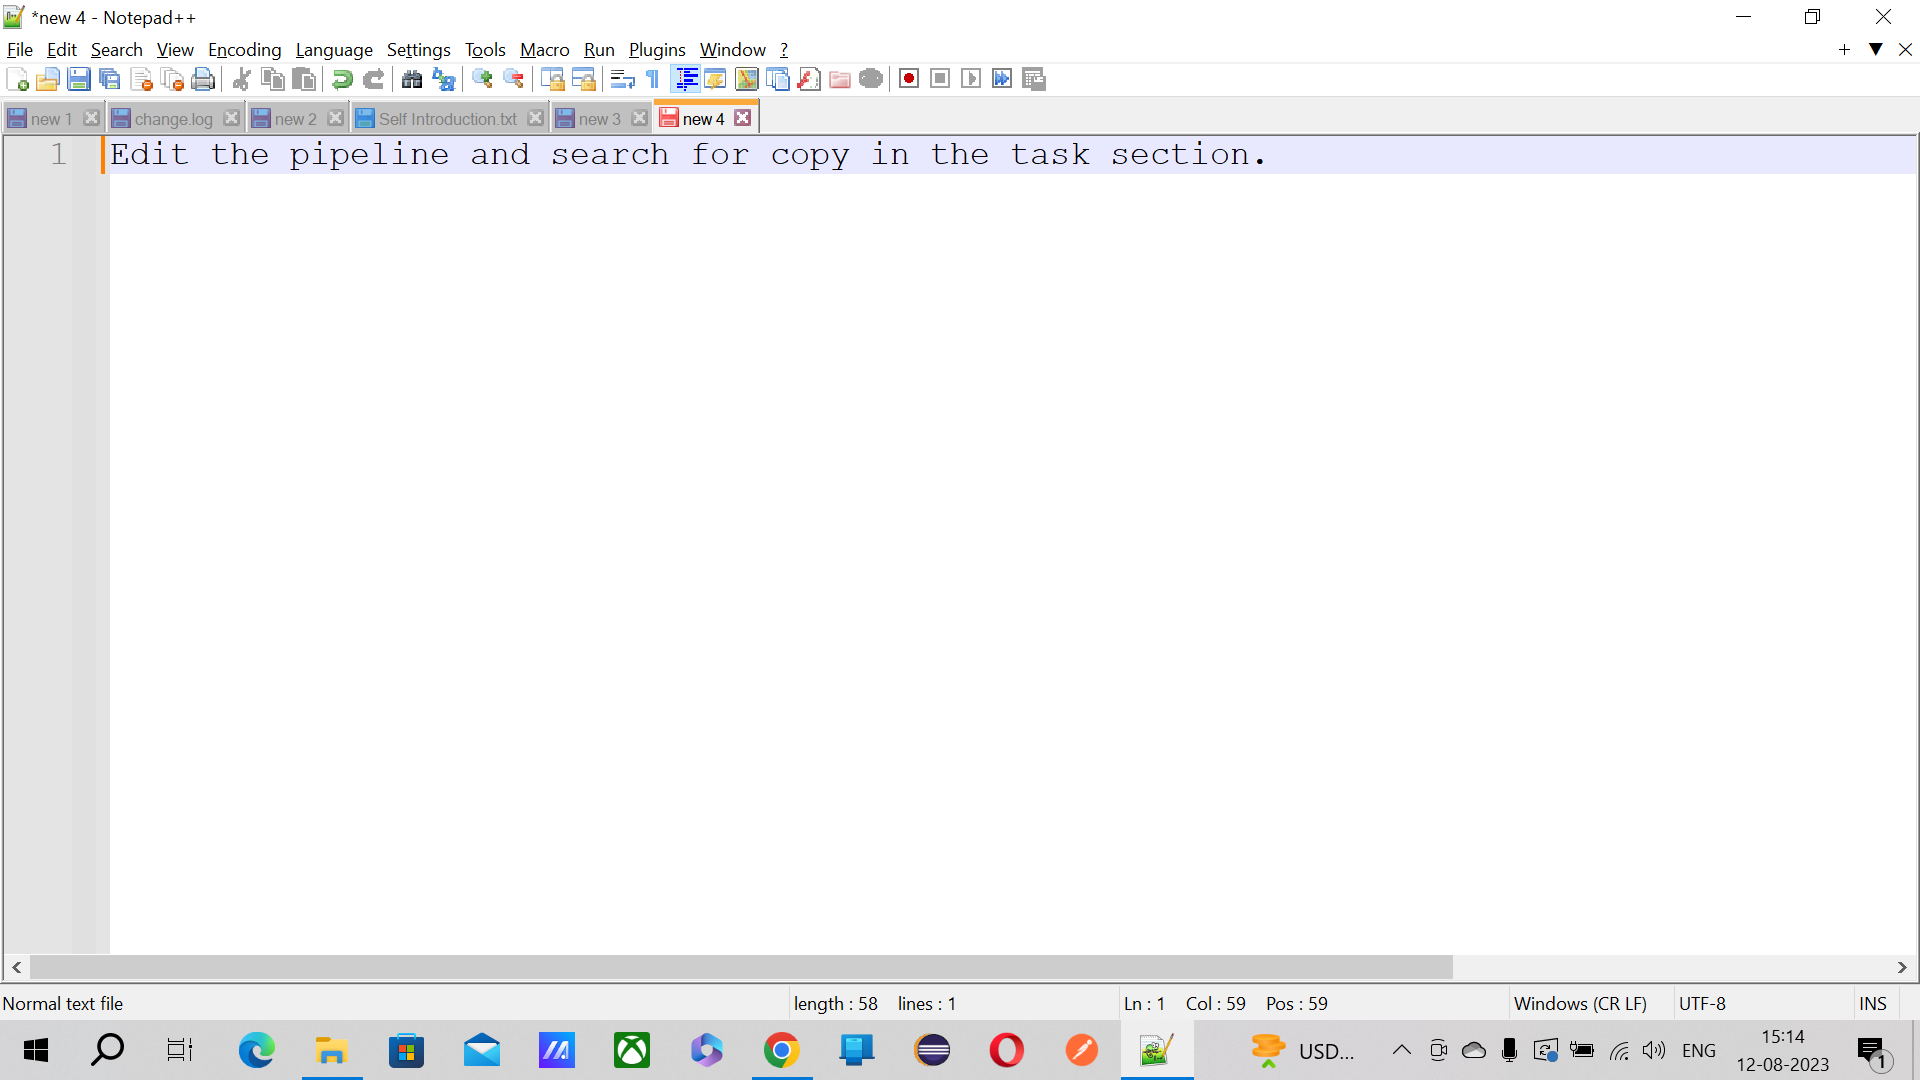 *new 4 - Notepad++
File Edit Search View Encoding Language Settings Tools Macro Run Plugins Window ?
new 1 change.log new 2 Self Introduction.txt new 3 new 4
1 Edit the pipeline and search for copy in the task section.
Normal text file length : 58 lines : 1 Ln : 1 Col : 59 Pos : 59 Windows (CR LF) UTF-8 INS
USD... ENG 15:14
12-08-2023 1